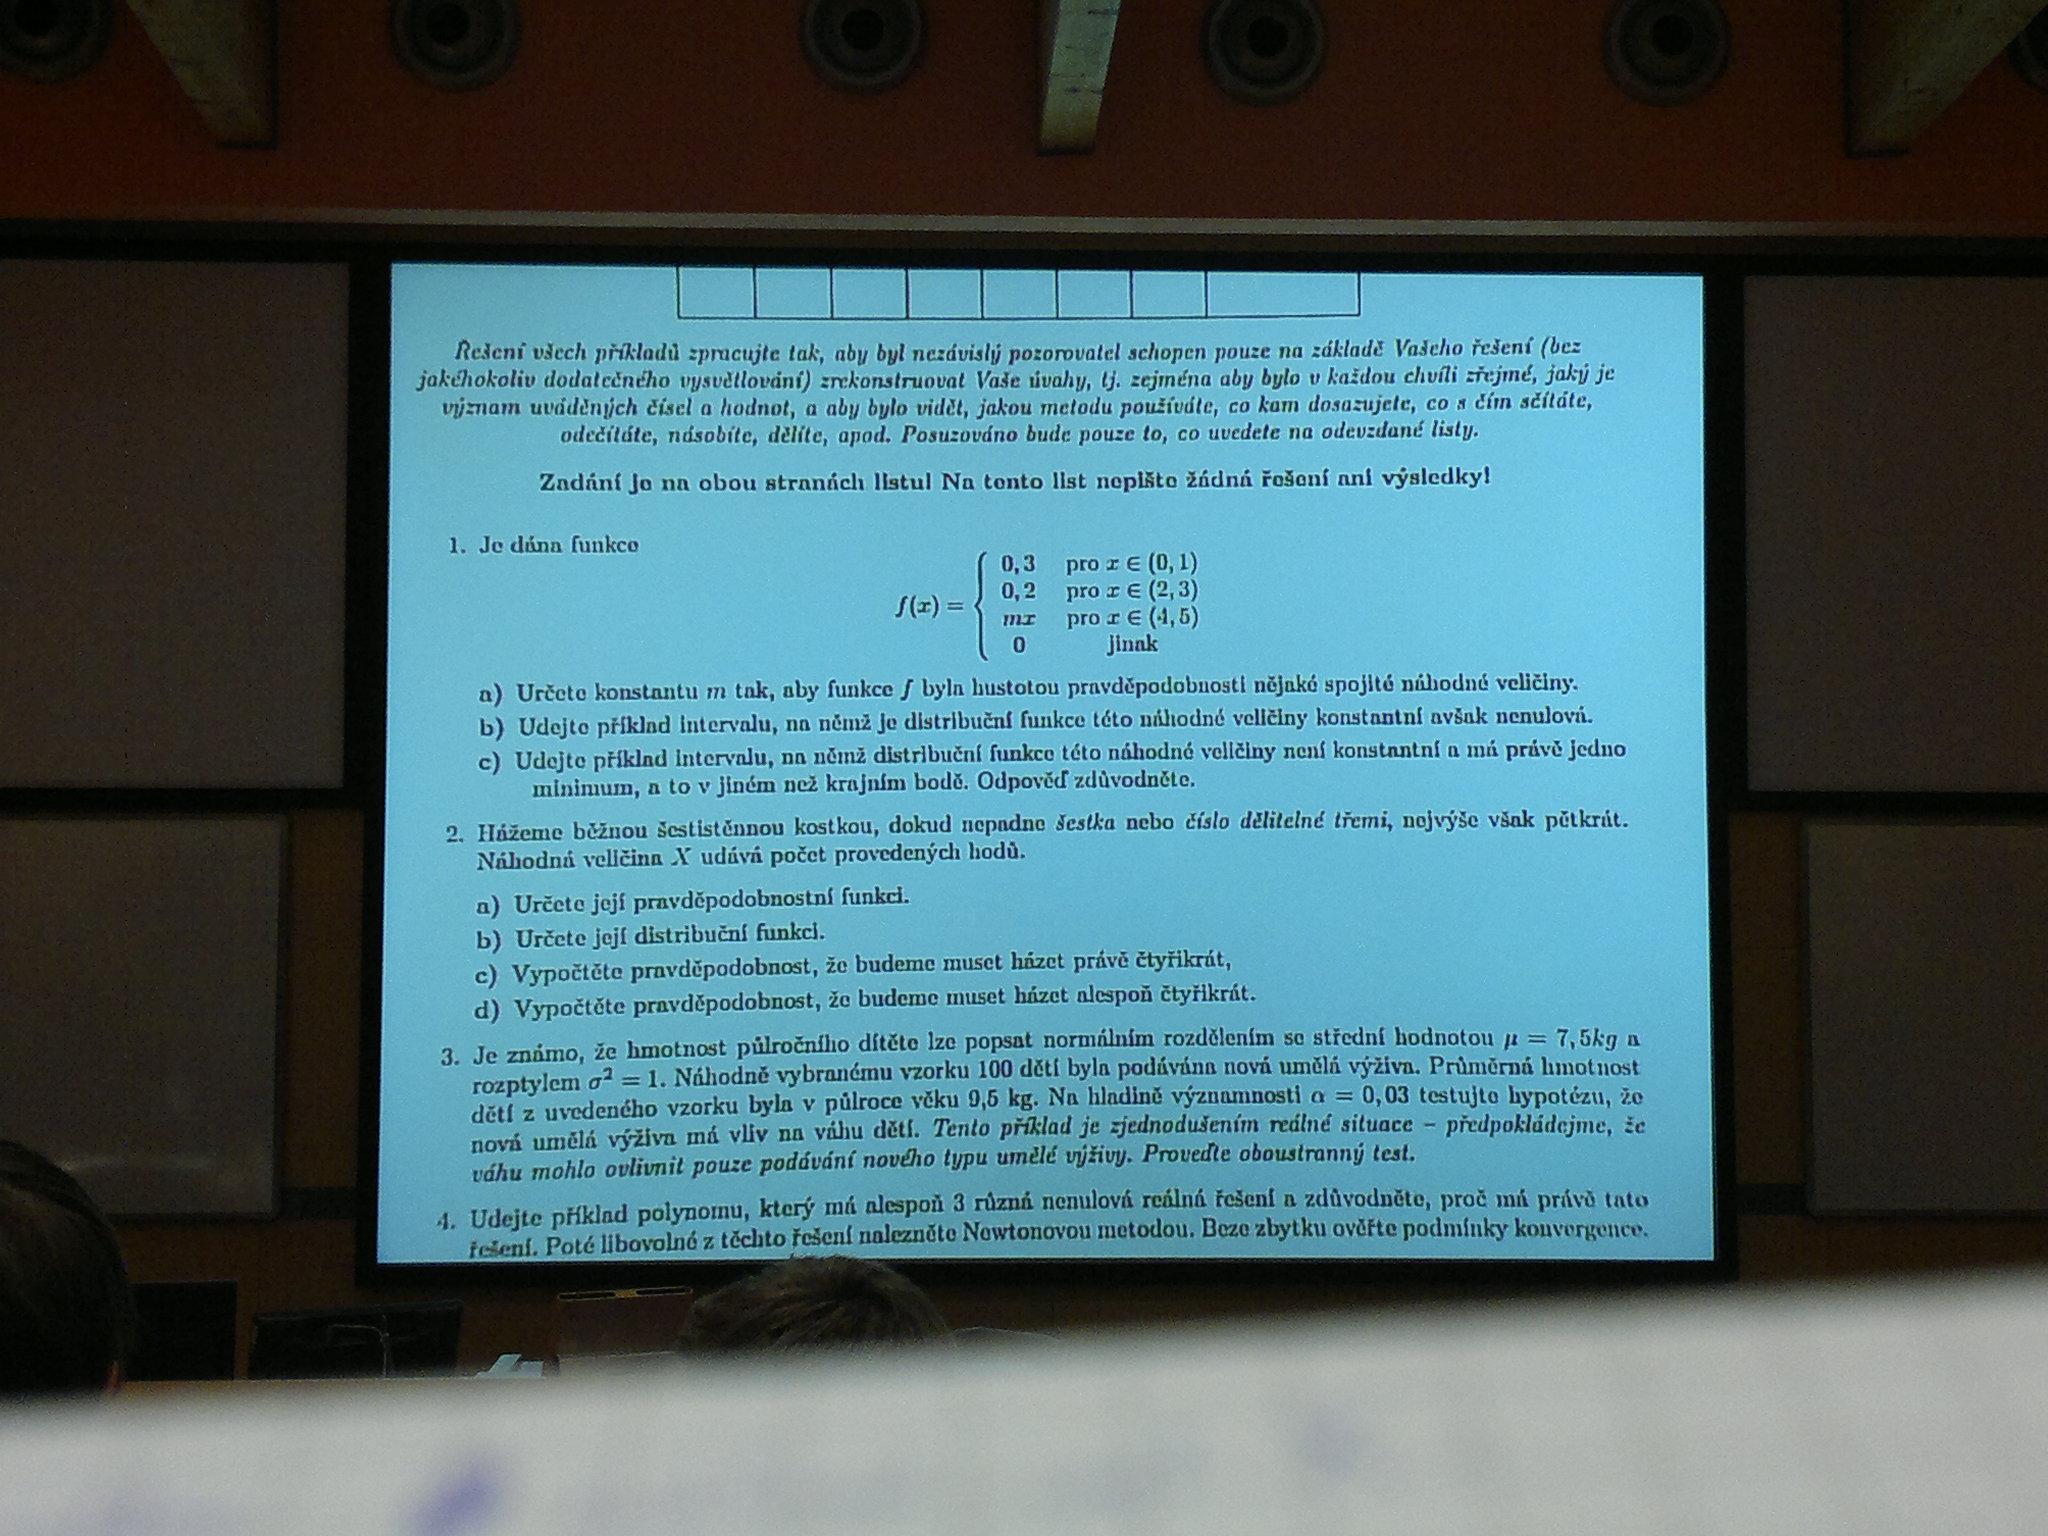 Řešení všech příkladů zpracujte tak, aby byl nezávislý pozorovatel schopen pouze na základě Vašeho řešení (bez
jakéhokoliv dodatečného vysvětlování) zrekonstruovat Vaše úvahy, tj. zejména aby bylo v každou chvíli zřejmé, jaký je
význam uváděných čísel a hodnot, a aby bylo vidět, jakou metodu používáte, co kam dosazujete, co s čím sčítáte,
odečítáte, násobíte, dělíte, apod. Posuzováno bude pouze to, co uvedete na odevzdané listy.
Zadání je na obou stranách listu! Na tento list nepište žádná řešení ani výsledky!
1. Je dána funkce
0,3 pro x ∈ (0, 1)
0,2 pro x ∈ (2, 3)
f(x) =
mx pro x ∈ (4, 5)
0 jinak
a) Určete konstantu m tak, aby funkce f byla hustotou pravděpodobnosti nějaké spojité náhodné veličiny.
b) Udejte příklad intervalu, na němž je distribuční funkce této náhodné veličiny konstantní avšak nenulová.
c) Udejte příklad intervalu, na němž distribuční funkce této náhodné veličiny není konstantní a má právě jedno
minimum, a to v jiném než krajním bodě. Odpověď zdůvodněte.
2. Házeme běžnou šestistěnnou kostkou, dokud nepadne šestka nebo číslo dělitelné třemi, nejvýše však pětkrát.
Náhodná veličina X udává počet provedených hodů.
a) Určete její pravděpodobnostní funkci.
b) Určete její distribuční funkci.
c) Vypočtěte pravděpodobnost, že budeme muset házet právě čtyřikrát,
d) Vypočtěte pravděpodobnost, že budeme muset házet alespoň čtyřikrát.
3. Je známo, že hmotnost půlročního dítěte lze popsat normálním rozdělením se střední hodnotou μ = 7,5kg a
rozptylem σ² = 1. Náhodně vybranému vzorku 100 dětí byla podávána nová umělá výživa. Průměrná hmotnost
dětí z uvedeného vzorku byla v půlroce věku 9,5 kg. Na hladině významnosti α = 0,03 testujte hypotézu, že
nová umělá výživa má vliv na váhu dětí. Tento příklad je zjednodušením reálné situace – předpokládejme, že
váhu mohlo ovlivnit pouze podávání nového typu umělé výživy. Proveďte oboustranný test.
4. Udejte příklad polynomu, který má alespoň 3 různá nenulová reálná řešení a zdůvodněte, proč má právě tato
řešení. Poté libovolné z těchto řešení nalezněte Newtonovou metodou. Beze zbytku ověřte podmínky konvergence.